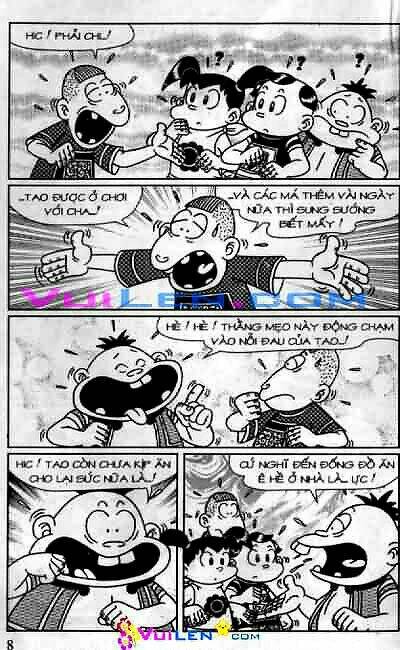 HIC! PHẢI CHI...!
?
?
?
..TAO ĐƯỢC Ở CHƠI
VỚI CHA...!
...VÀ CÁC MÁ THÊM VÀI NGÀY
NỮA THÌ SUNG SƯỚNG
BIẾT MẤY!
VUILEN.COM
HÈ! HÈ! THẰNG MẸO NÀY ĐỘNG CHẠM
VÀO NỖI ĐAU CỦA TAO...!
HIC! TAO CÒN CHƯA KỊP ĂN
CHO LẠI SỨC NỮA LÀ...!
CỨ NGHĨ ĐẾN ĐỐNG ĐỒ ĂN
Ê HỀ Ở NHÀ LÀ... ỰC!
8
VUILEN.COM